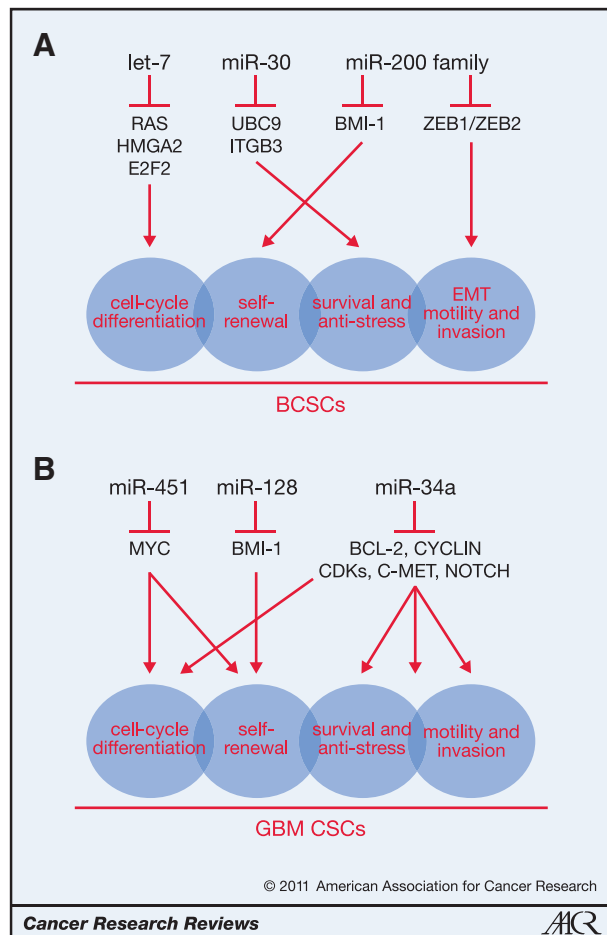 A
let-7 miR-30 miR-200 family
RAS UBC9 BMI-1 ZEB1/ZEB2
HMGA2 ITGB3
E2F2
cell-cycle differentiation
self-renewal
survival and anti-stress
EMT motility and invasion
BCSCs
B
miR-451 miR-128 miR-34a
MYC BMI-1 BCL-2, CYLIN
CDKs, C-MET, NOTCH
cell-cycle differentiation
self-renewal
survival and anti-stress
motility and invasion
GBM CSCs
© 2011 American Association for Cancer Research
Cancer Research Reviews AACR